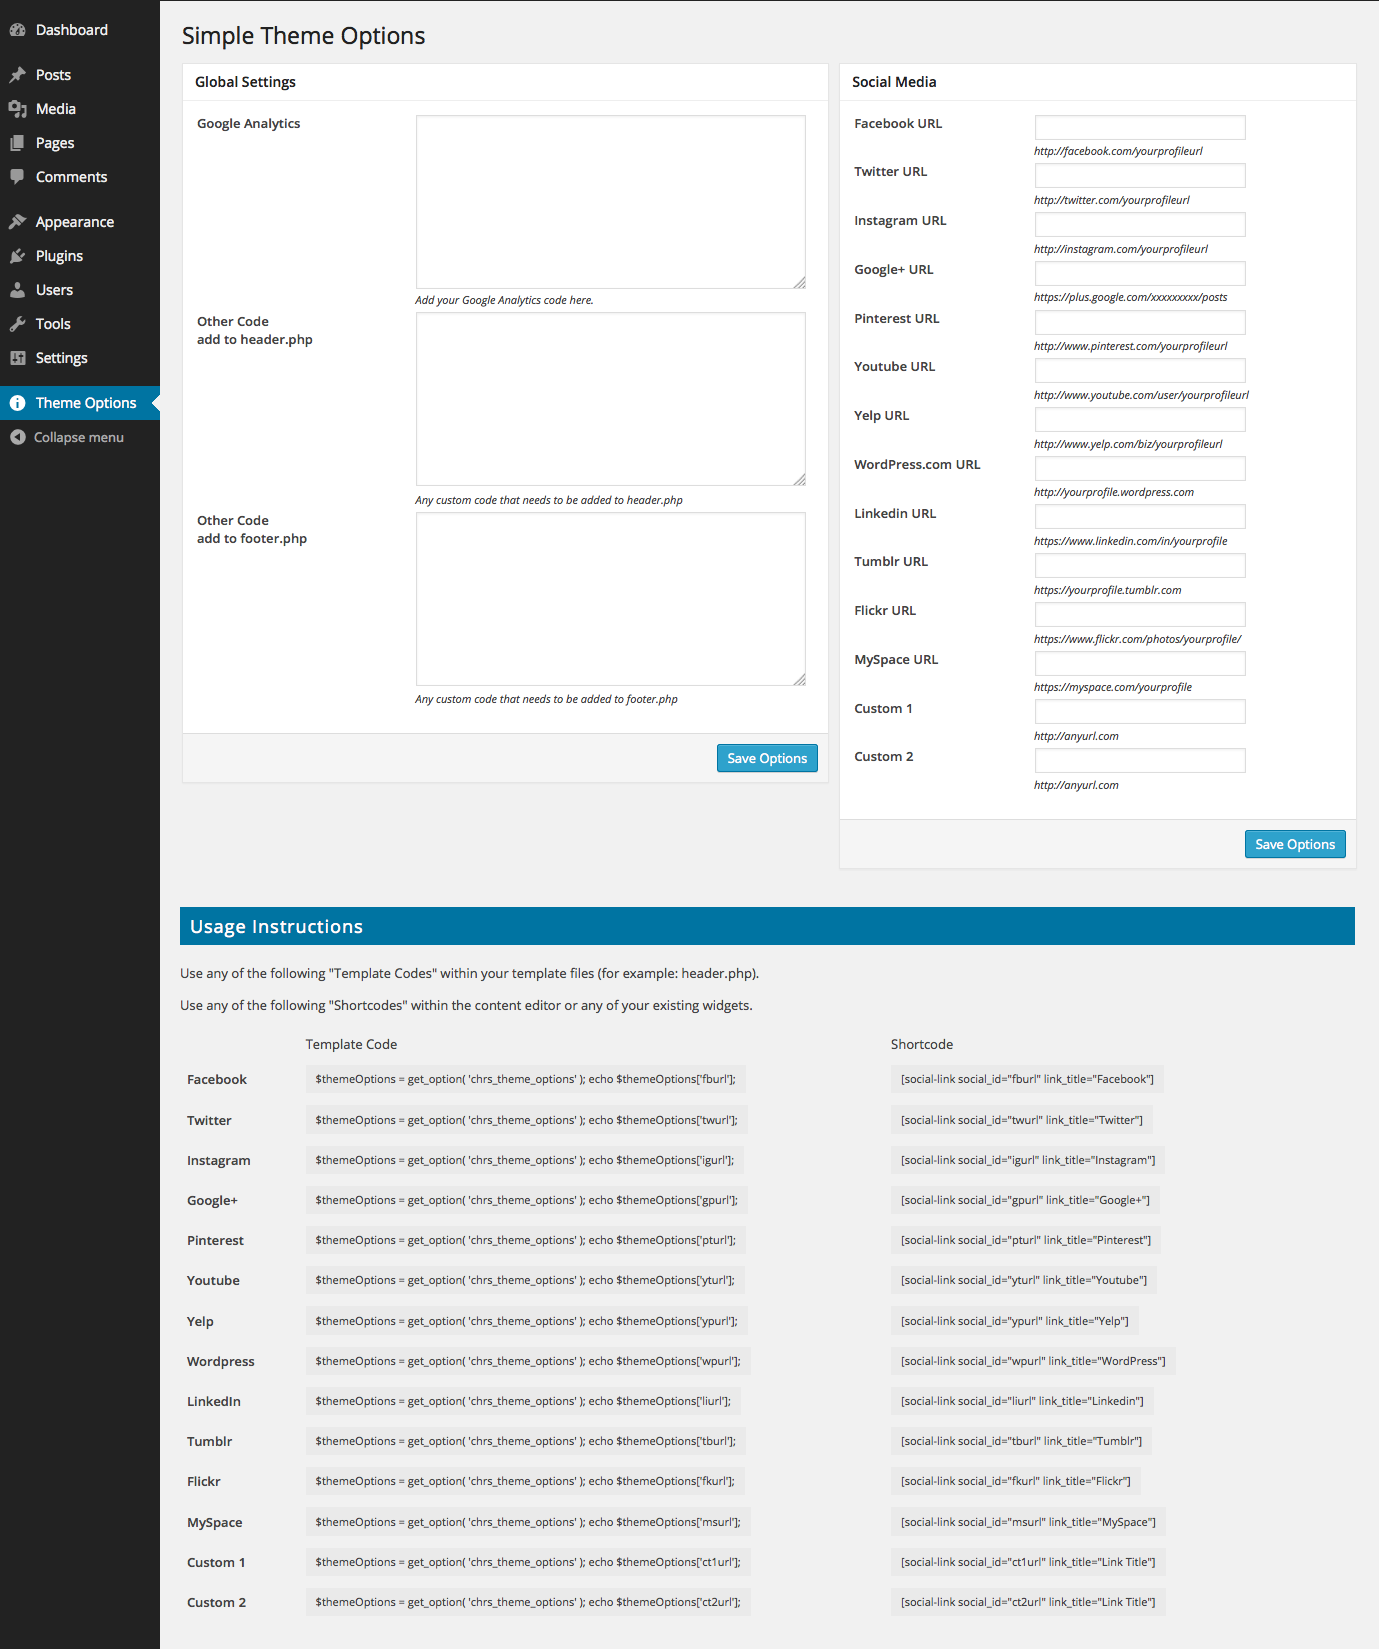 Dashboard
Posts
Media
Pages
Comments
Appearance
Plugins
Users
Tools
Settings
Theme Options
Collapse menu
Simple Theme Options
Global Settings
Google Analytics
Add your Google Analytics code here.
Other Code
add to header.php
Any custom code that needs to be added to header.php
Other Code
add to footer.php
Any custom code that needs to be added to footer.php
Save Options
Social Media
Facebook URL
http://facebook.com/yourprofileurl
Twitter URL
http://twitter.com/yourprofileurl
Instagram URL
http://instagram.com/yourprofileurl
Google+ URL
https://plus.google.com/xxxxxxxxx/posts
Pinterest URL
http://www.pinterest.com/yourprofileurl
Youtube URL
http://www.youtube.com/user/yourprofileurl
Yelp URL
http://www.yelp.com/biz/yourprofileurl
WordPress.com URL
http://yourprofile.wordpress.com
Linkedin URL
https://www.linkedin.com/in/yourprofile
Tumblr URL
https://yourprofile.tumblr.com
Flickr URL
https://www.flickr.com/photos/yourprofile/
MySpace URL
https://myspace.com/yourprofile
Custom 1
http://anyurl.com
Custom 2
http://anyurl.com
Save Options
Usage Instructions
Use any of the following "Template Codes" within your template files (for example: header.php).
Use any of the following "Shortcodes" within the content editor or any of your existing widgets.
Template Code Shortcode
Facebook $themeOptions = get_option( 'chrs_theme_options' ); echo $themeOptions['fburl']; [social-link social_id="fburl" link_title="Facebook"]
Twitter $themeOptions = get_option( 'chrs_theme_options' ); echo $themeOptions['twurl']; [social-link social_id="twurl" link_title="Twitter"]
Instagram $themeOptions = get_option( 'chrs_theme_options' ); echo $themeOptions['igurl']; [social-link social_id="igurl" link_title="Instagram"]
Google+ $themeOptions = get_option( 'chrs_theme_options' ); echo $themeOptions['gpurl']; [social-link social_id="gpurl" link_title="Google+"]
Pinterest $themeOptions = get_option( 'chrs_theme_options' ); echo $themeOptions['pturl']; [social-link social_id="pturl" link_title="Pinterest"]
Youtube $themeOptions = get_option( 'chrs_theme_options' ); echo $themeOptions['yturl']; [social-link social_id="yturl" link_title="Youtube"]
Yelp $themeOptions = get_option( 'chrs_theme_options' ); echo $themeOptions['ypurl']; [social-link social_id="ypurl" link_title="Yelp"]
Wordpress $themeOptions = get_option( 'chrs_theme_options' ); echo $themeOptions['wpurl']; [social-link social_id="wpurl" link_title="WordPress"]
LinkedIn $themeOptions = get_option( 'chrs_theme_options' ); echo $themeOptions['liurl']; [social-link social_id="liurl" link_title="Linkedin"]
Tumblr $themeOptions = get_option( 'chrs_theme_options' ); echo $themeOptions['tburl']; [social-link social_id="tburl" link_title="Tumblr"]
Flickr $themeOptions = get_option( 'chrs_theme_options' ); echo $themeOptions['fkurl']; [social-link social_id="fkurl" link_title="Flickr"]
MySpace $themeOptions = get_option( 'chrs_theme_options' ); echo $themeOptions['msurl']; [social-link social_id="msurl" link_title="MySpace"]
Custom 1 $themeOptions = get_option( 'chrs_theme_options' ); echo $themeOptions['ct1url']; [social-link social_id="ct1url" link_title="Link Title"]
Custom 2 $themeOptions = get_option( 'chrs_theme_options' ); echo $themeOptions['ct2url']; [social-link social_id="ct2url" link_title="Link Title"]